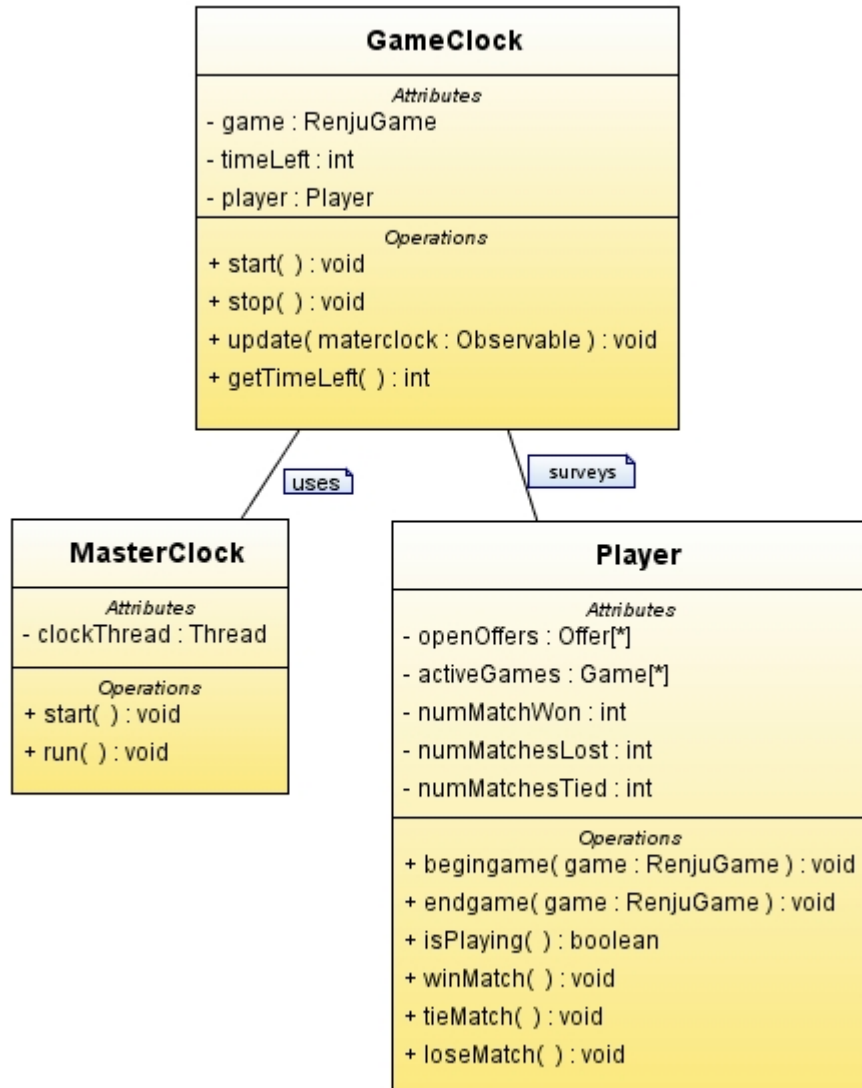 GameClock
Attributes
- game : RenjuGame
- timeLeft : int
- player : Player
Operations
+ start( ) : void
+ stop( ) : void
+ update( materclock : Observable ) : void
+ getTimeLeft( ) : int
uses
surveys
MasterClock
Attributes
- clockThread : Thread
Operations
+ start( ) : void
+ run( ) : void
Player
Attributes
- openOffers : Offer[*]
- activeGames : Game[*]
- numMatchWon : int
- numMatchesLost : int
- numMatchesTied : int
Operations
+ begingame( game : RenjuGame ) : void
+ endgame( game : RenjuGame ) : void
+ isPlaying( ) : boolean
+ winMatch( ) : void
+ tieMatch( ) : void
+ loseMatch( ) : void